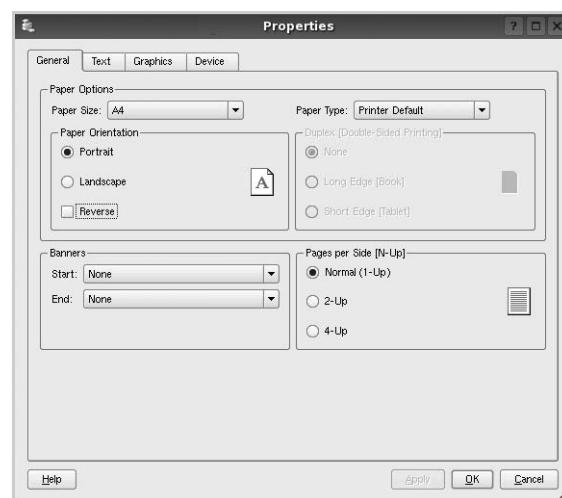 Properties
General Text Graphics Device
Paper Options
Paper Size: A4
Paper Type: Printer Default
Paper Orientation
Portrait
Landscape
Reverse
A
Duplex [Double-Sided Printing]
None
Long Edge [Book]
Short Edge [Tablet]
Banners
Start: None
End: None
Pages per Side [N-Up]
Normal (1-Up)
2-Up
4-Up
Help Apply OK Cancel